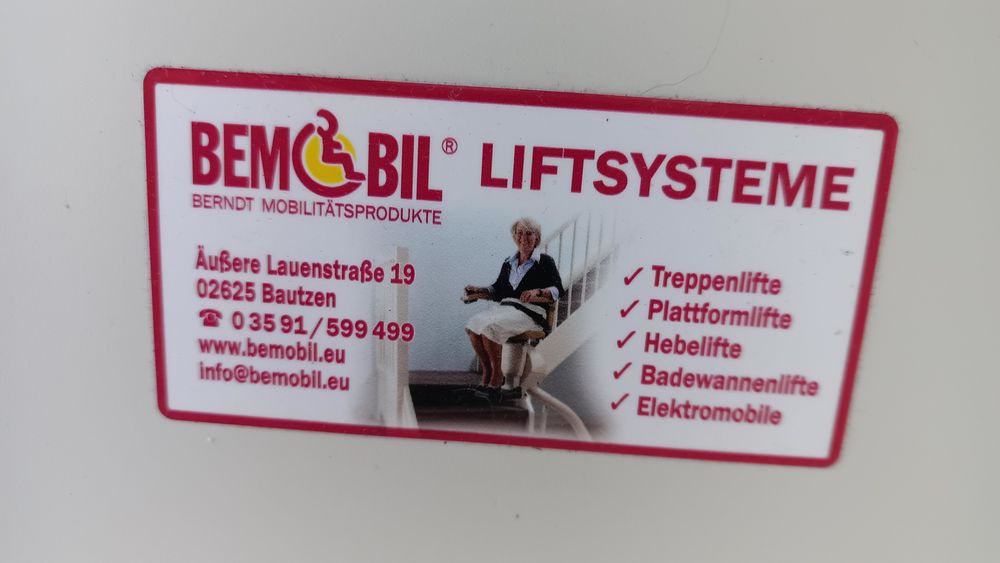 BEMOBIL® LIFTSYSTEME
BERNDT MOBILITÄTSPRODUKTE
Äußere Lauenstraße 19
02625 Bautzen
☎ 0 35 91 / 599 499
www.bemobil.eu
info@bemobil.eu
✓ Treppenlifte
✓ Plattformlifte
✓ Hebelifte
✓ Badewannenlifte
✓ Elektromobile